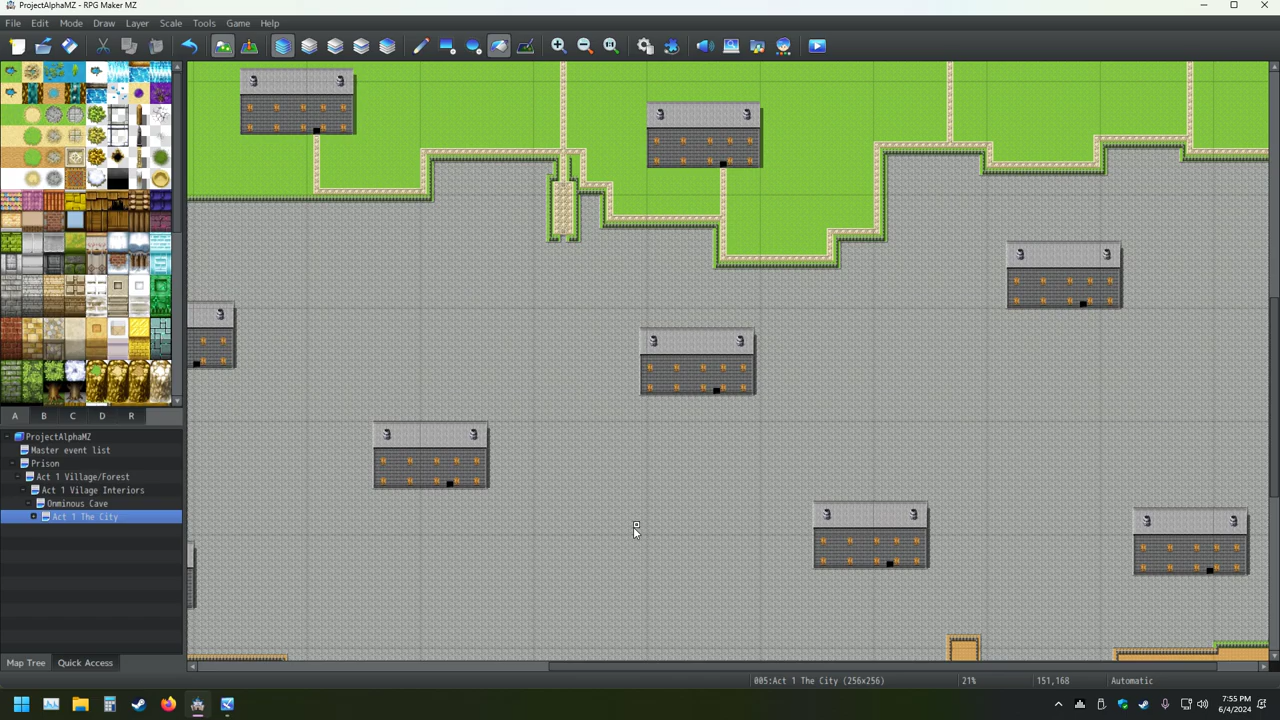 ProjectAlphaMZ - RPG Maker MZ
File Edit Mode Draw Layer Scale Tools Game Help
A B C D R
ProjectAlphaMZ
Master event list
Prison
Act 1 Village/Forest
Act 1 Vilage Interiors
Onminous Cave
Act 1 The City
Map Tree Quick Access
005:Act 1 The City (256x256) 21% 151,168 Automatic
7:55 PM
6/4/2024